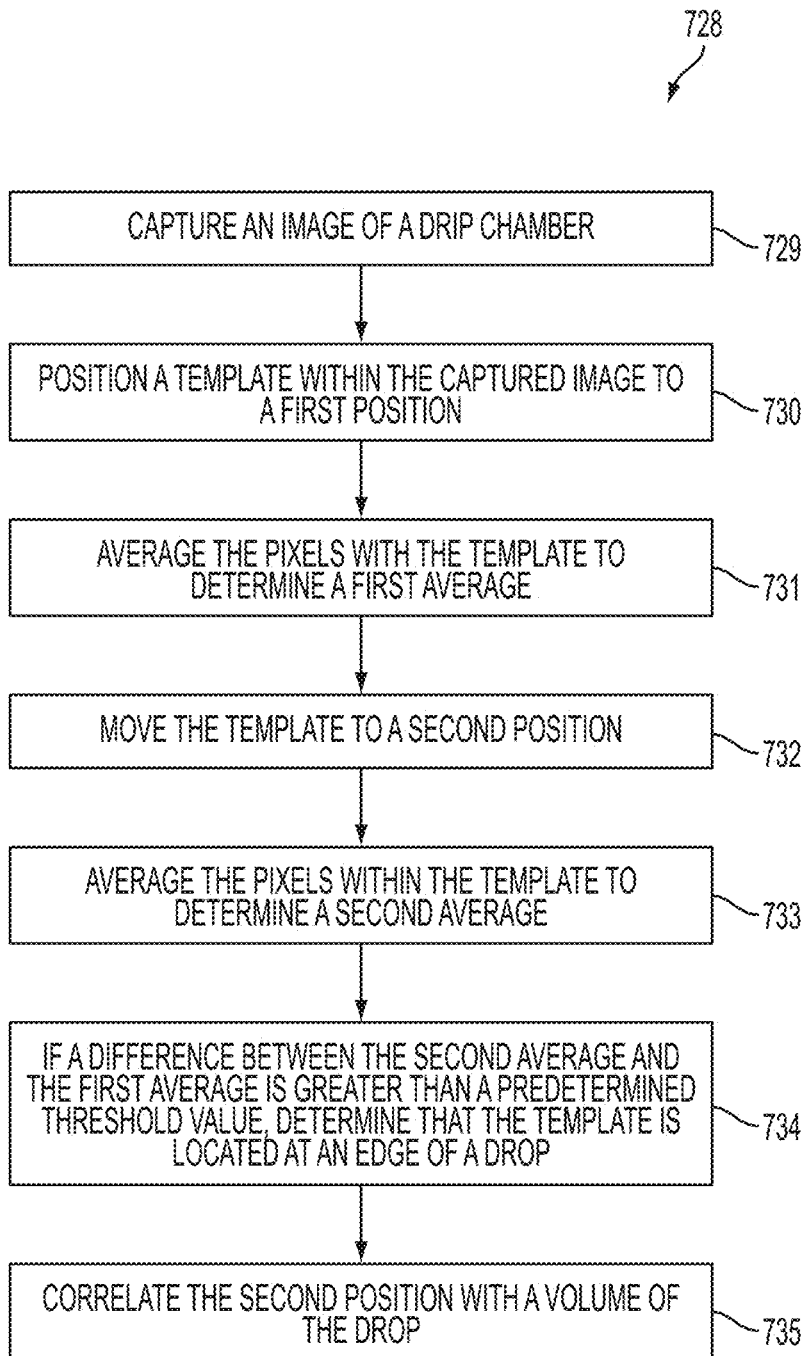 728
CAPTURE AN IMAGE OF A DRIP CHAMBER
729
POSITION A TEMPLATE WITHIN THE CAPTURED IMAGE TO
A FIRST POSITION
730
AVERAGE THE PIXELS WITH THE TEMPLATE TO
DETERMINE A FIRST AVERAGE
731
MOVE THE TEMPLATE TO A SECOND POSITION
732
AVERAGE THE PIXELS WITHIN THE TEMPLATE TO
DETERMINE A SECOND AVERAGE
733
IF A DIFFERENCE BETWEEN THE SECOND AVERAGE AND
THE FIRST AVERAGE IS GREATER THAN A PREDETERMINED
THRESHOLD VALUE, DETERMINE THAT THE TEMPLATE IS
LOCATED AT AN EDGE OF A DROP
734
CORRELATE THE SECOND POSITION WITH A VOLUME OF
THE DROP
735